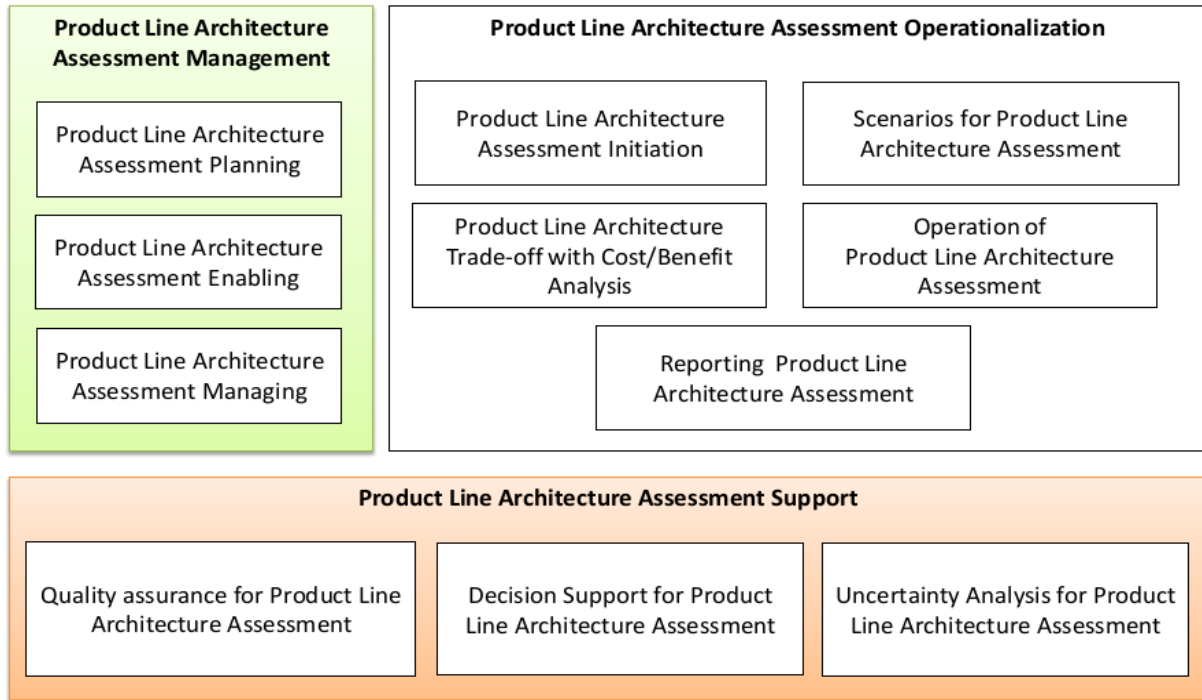 Product Line Architecture
Assessment Management
Product Line Architecture
Assessment Planning
Product Line Architecture
Assessment Enabling
Product Line Architecture
Assessment Managing
Product Line Architecture Assessment Operationalization
Product Line Architecture
Assessment Initiation
Scenarios for Product Line
Architecture Assessment
Product Line Architecture
Trade-off with Cost/Benefit
Analysis
Operation of
Product Line Architecture
Assessment
Reporting Product Line
Architecture Assessment
Product Line Architecture Assessment Support
Quality assurance for Product Line
Architecture Assessment
Decision Support for Product
Line Architecture Assessment
Uncertainty Analysis for Product
Line Architecture Assessment